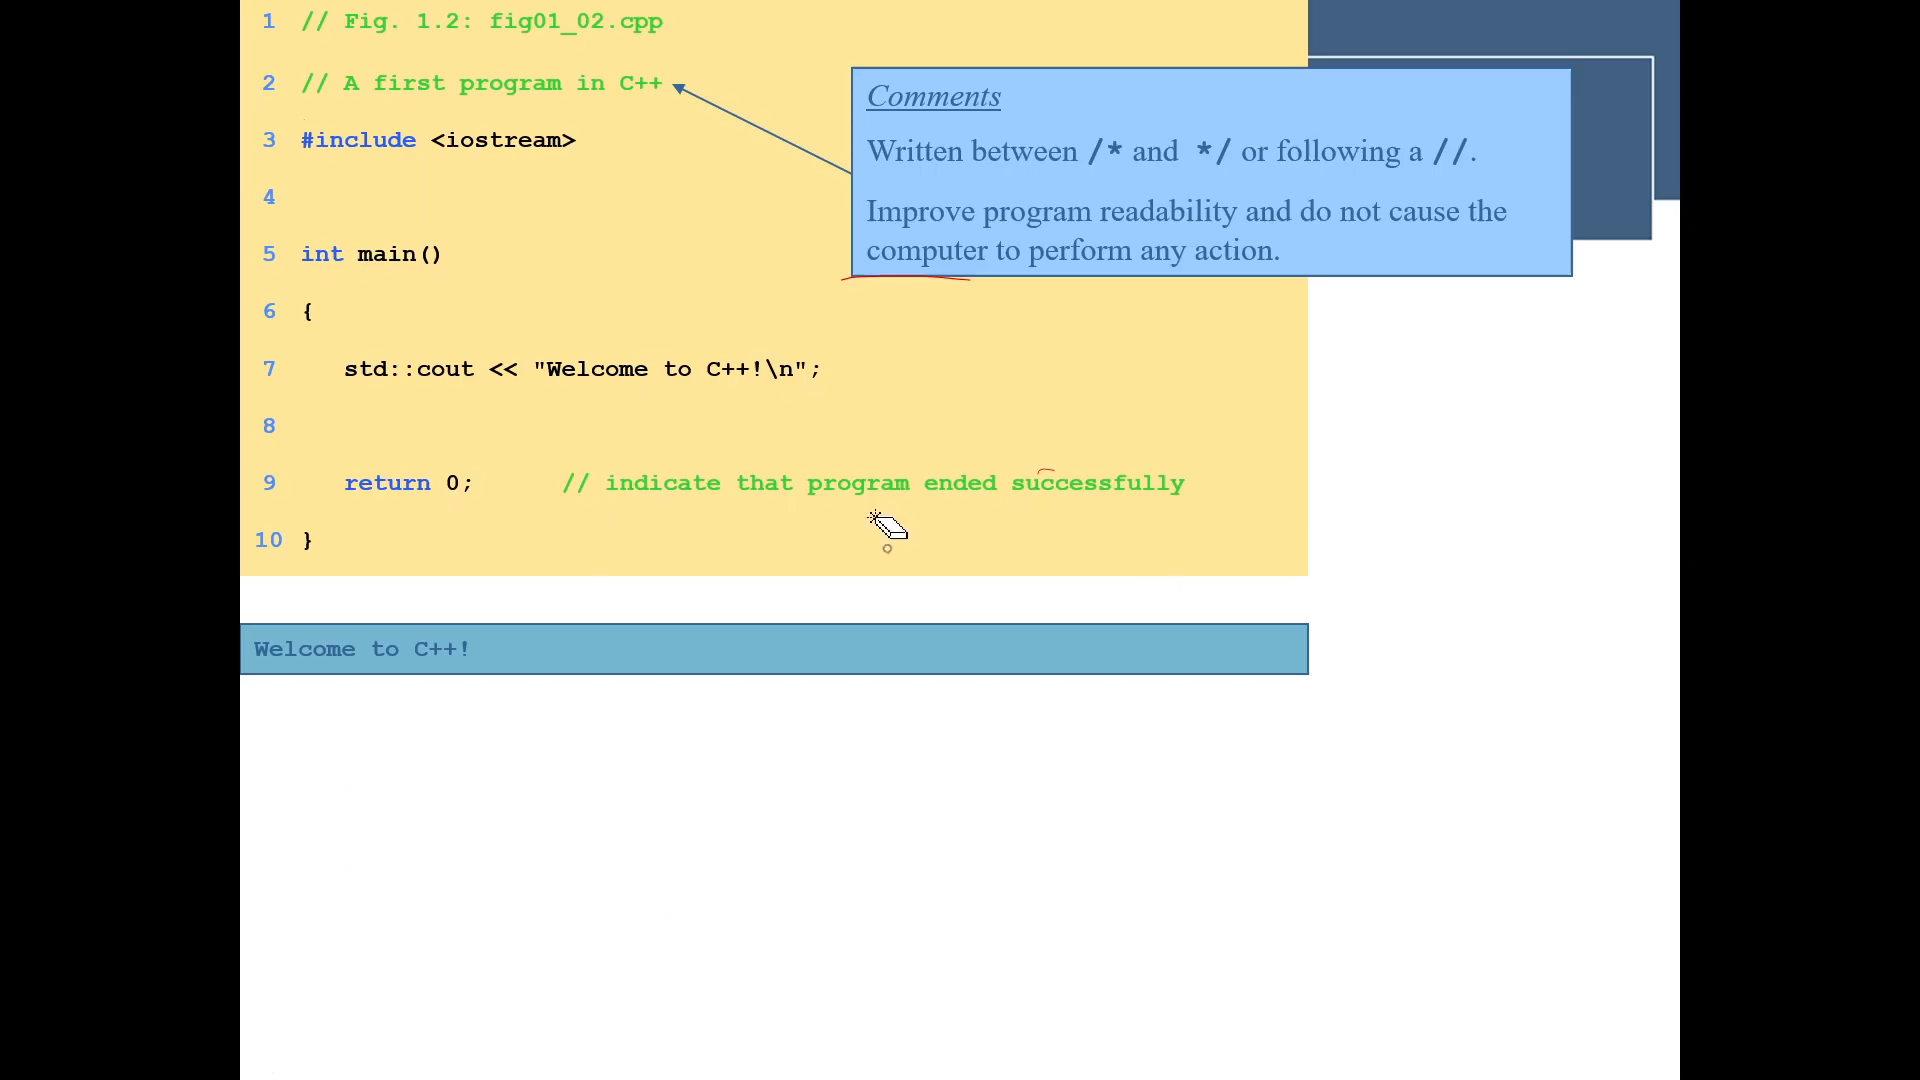 1 // Fig. 1.2: fig01_02.cpp
2 // A first program in C++
3 #include <iostream>
4
5 int main()
6 {
7    std::cout << "Welcome to C++!\n";
8
9    return 0;      // indicate that program ended successfully
10 }
Comments
Written between /* and */ or following a //.
Improve program readability and do not cause the
computer to perform any action.
Welcome to C++!